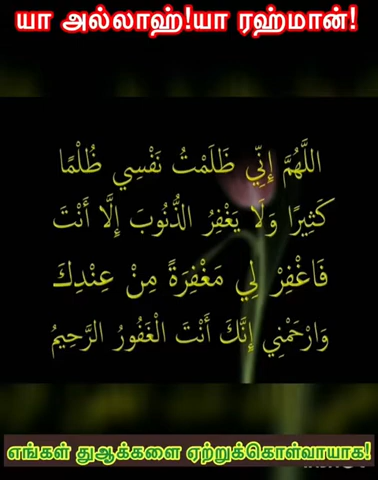 யா அல்லாஹ்!யா ரஹ்மான்!
اللَّهُمَّ إِنِّي ظَلَمْتُ نَفْسِي ظُلْمًا
كَثِيرًا وَلَا يَغْفِرُ الذُّنُوبَ إِلَّا أَنْتَ
فَاغْفِرْ لِي مَغْفِرَةً مِنْ عِنْدِكَ
وَارْحَمْنِي إِنَّكَ أَنْتَ الْغَفُورُ الرَّحِيمُ
எங்கள் துஆக்களை ஏற்றுக்கொள்வாயாக!